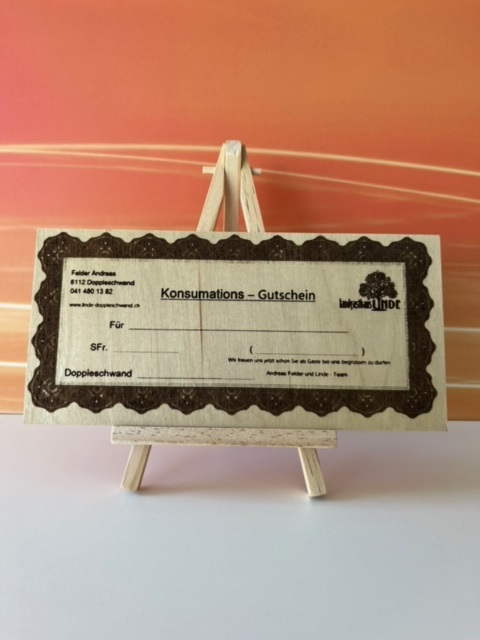 Felder Andreas
6112 Doppleschwand
041 480 13 82
www.linde-doppleschwand.ch
Konsumations – Gutschein
Landgasthaus LINDE
Für
SFr. ( )
Wir freuen uns jetzt schon Sie als Gäste bei uns begrüssen zu dürfen
Doppleschwand
Andreas Felder und Linde - Team